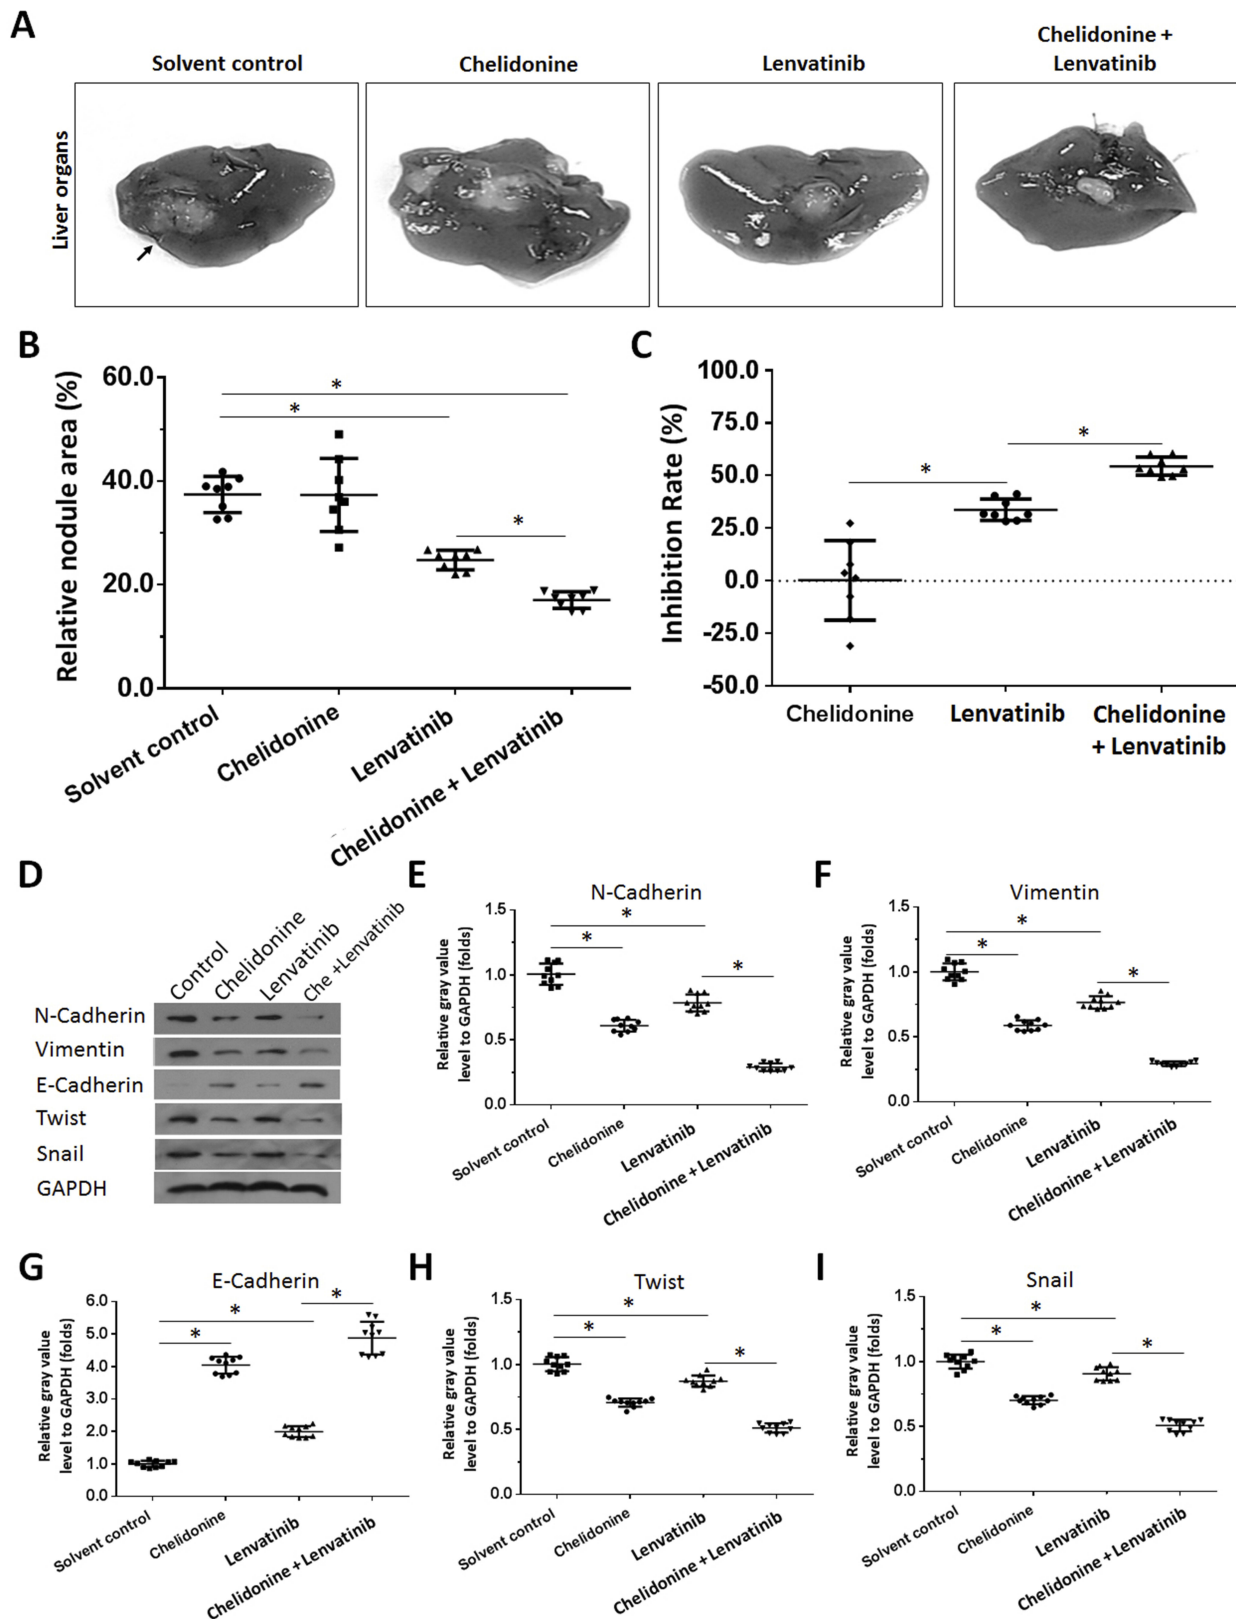 A
Solvent control
Chelidonine
Lenvatinib
Chelidonine +
Lenvatinib
Liver organs
B
Relative nodule area (%)
60.0
40.0
20.0
0.0
*
*
*
Solvent control
Chelidonine
Lenvatinib
Chelidonine + Lenvatinib
C
Inhibition Rate (%)
100.0
75.0
50.0
25.0
0.0
-25.0
-50.0
*
*
Chelidonine
Lenvatinib
Chelidonine
+ Lenvatinib
D
Control
Chelidonine
Lenvatinib
Che +Lenvatinib
N-Cadherin
Vimentin
E-Cadherin
Twist
Snail
GAPDH
E
N-Cadherin
Relative gray value
level to GAPDH (folds)
1.5
1.0
0.5
0.0
*
*
*
Solvent control
Chelidonine
Lenvatinib
Chelidonine + Lenvatinib
F
Vimentin
Relative gray value
level to GAPDH (folds)
1.5
1.0
0.5
0.0
*
*
*
Solvent control
Chelidonine
Lenvatinib
Chelidonine + Lenvatinib
G
E-Cadherin
Relative gray value
level to GAPDH (folds)
6.0
5.0
4.0
3.0
2.0
1.0
0.0
*
*
*
Solvent control
Chelidonine
Lenvatinib
Chelidonine + Lenvatinib
H
Twist
Relative gray value
level to GAPDH (folds)
1.5
1.0
0.5
0.0
*
*
*
Solvent control
Chelidonine
Lenvatinib
Chelidonine + Lenvatinib
I
Snail
Relative gray value
level to GAPDH (folds)
1.5
1.0
0.5
0.0
*
*
*
Solvent control
Chelidonine
Lenvatinib
Chelidonine + Lenvatinib